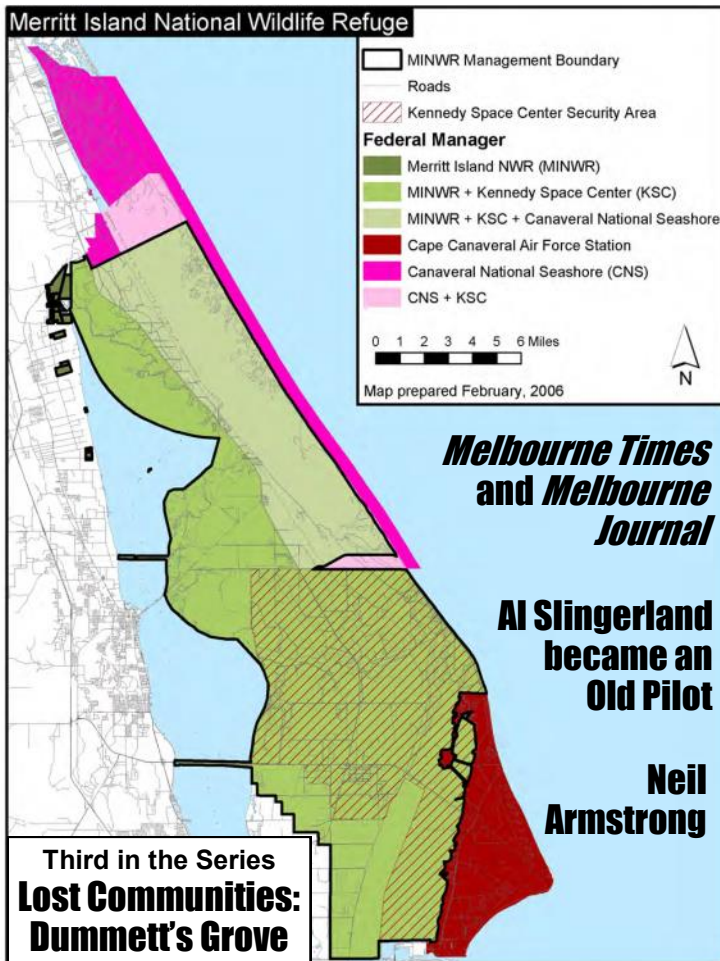 Merritt Island National Wildlife Refuge
MINWR Management Boundary
Roads
Kennedy Space Center Security Area
Federal Manager
Merritt Island NWR (MINWR)
MINWR + Kennedy Space Center (KSC)
MINWR + KSC + Canaveral National Seashore
Cape Canaveral Air Force Station
Canaveral National Seashore (CNS)
CNS + KSC
0 1 2 3 4 5 6 Miles
N
Map prepared February, 2006
Melbourne Times
and Melbourne
Journal
Al Slingerland
became an
Old Pilot
Neil
Armstrong
Third in the Series
Lost Communities:
Dummett's Grove